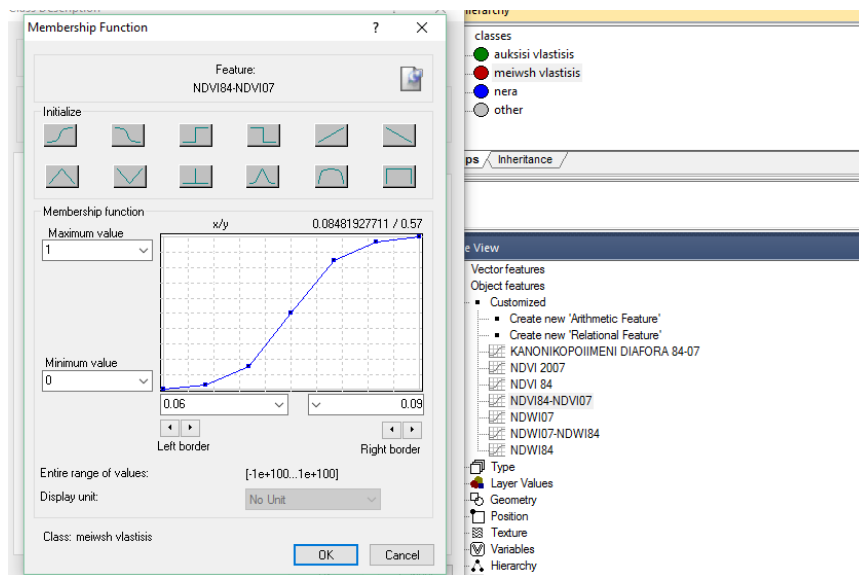 Membership Function
?
Feature:
NDVI84-NDVI07
Initialize
Membership function
Maximum value
x/y
0.08481927711 / 0.57
1
Minimum value
0
0.06
0.09
Left border
Right border
Entire range of values:
[-1e+100...1e+100]
Display unit:
No Unit
Class: meiwsh vlastisis
OK
Cancel
classes
auksisi vlastisis
meiwsh vlastisis
nera
other
Inheritance
View
Vector features
Object features
Customized
Create new 'Arithmetic Feature'
Create new 'Relational Feature'
KANONIKOPOIIMENI DIAFORA 84-07
NDVI 2007
NDVI 84
NDVI84-NDVI07
NDWI07
NDWI07-NDWI84
NDWI84
Type
Layer Values
Geometry
Position
Texture
Variables
Hierarchy